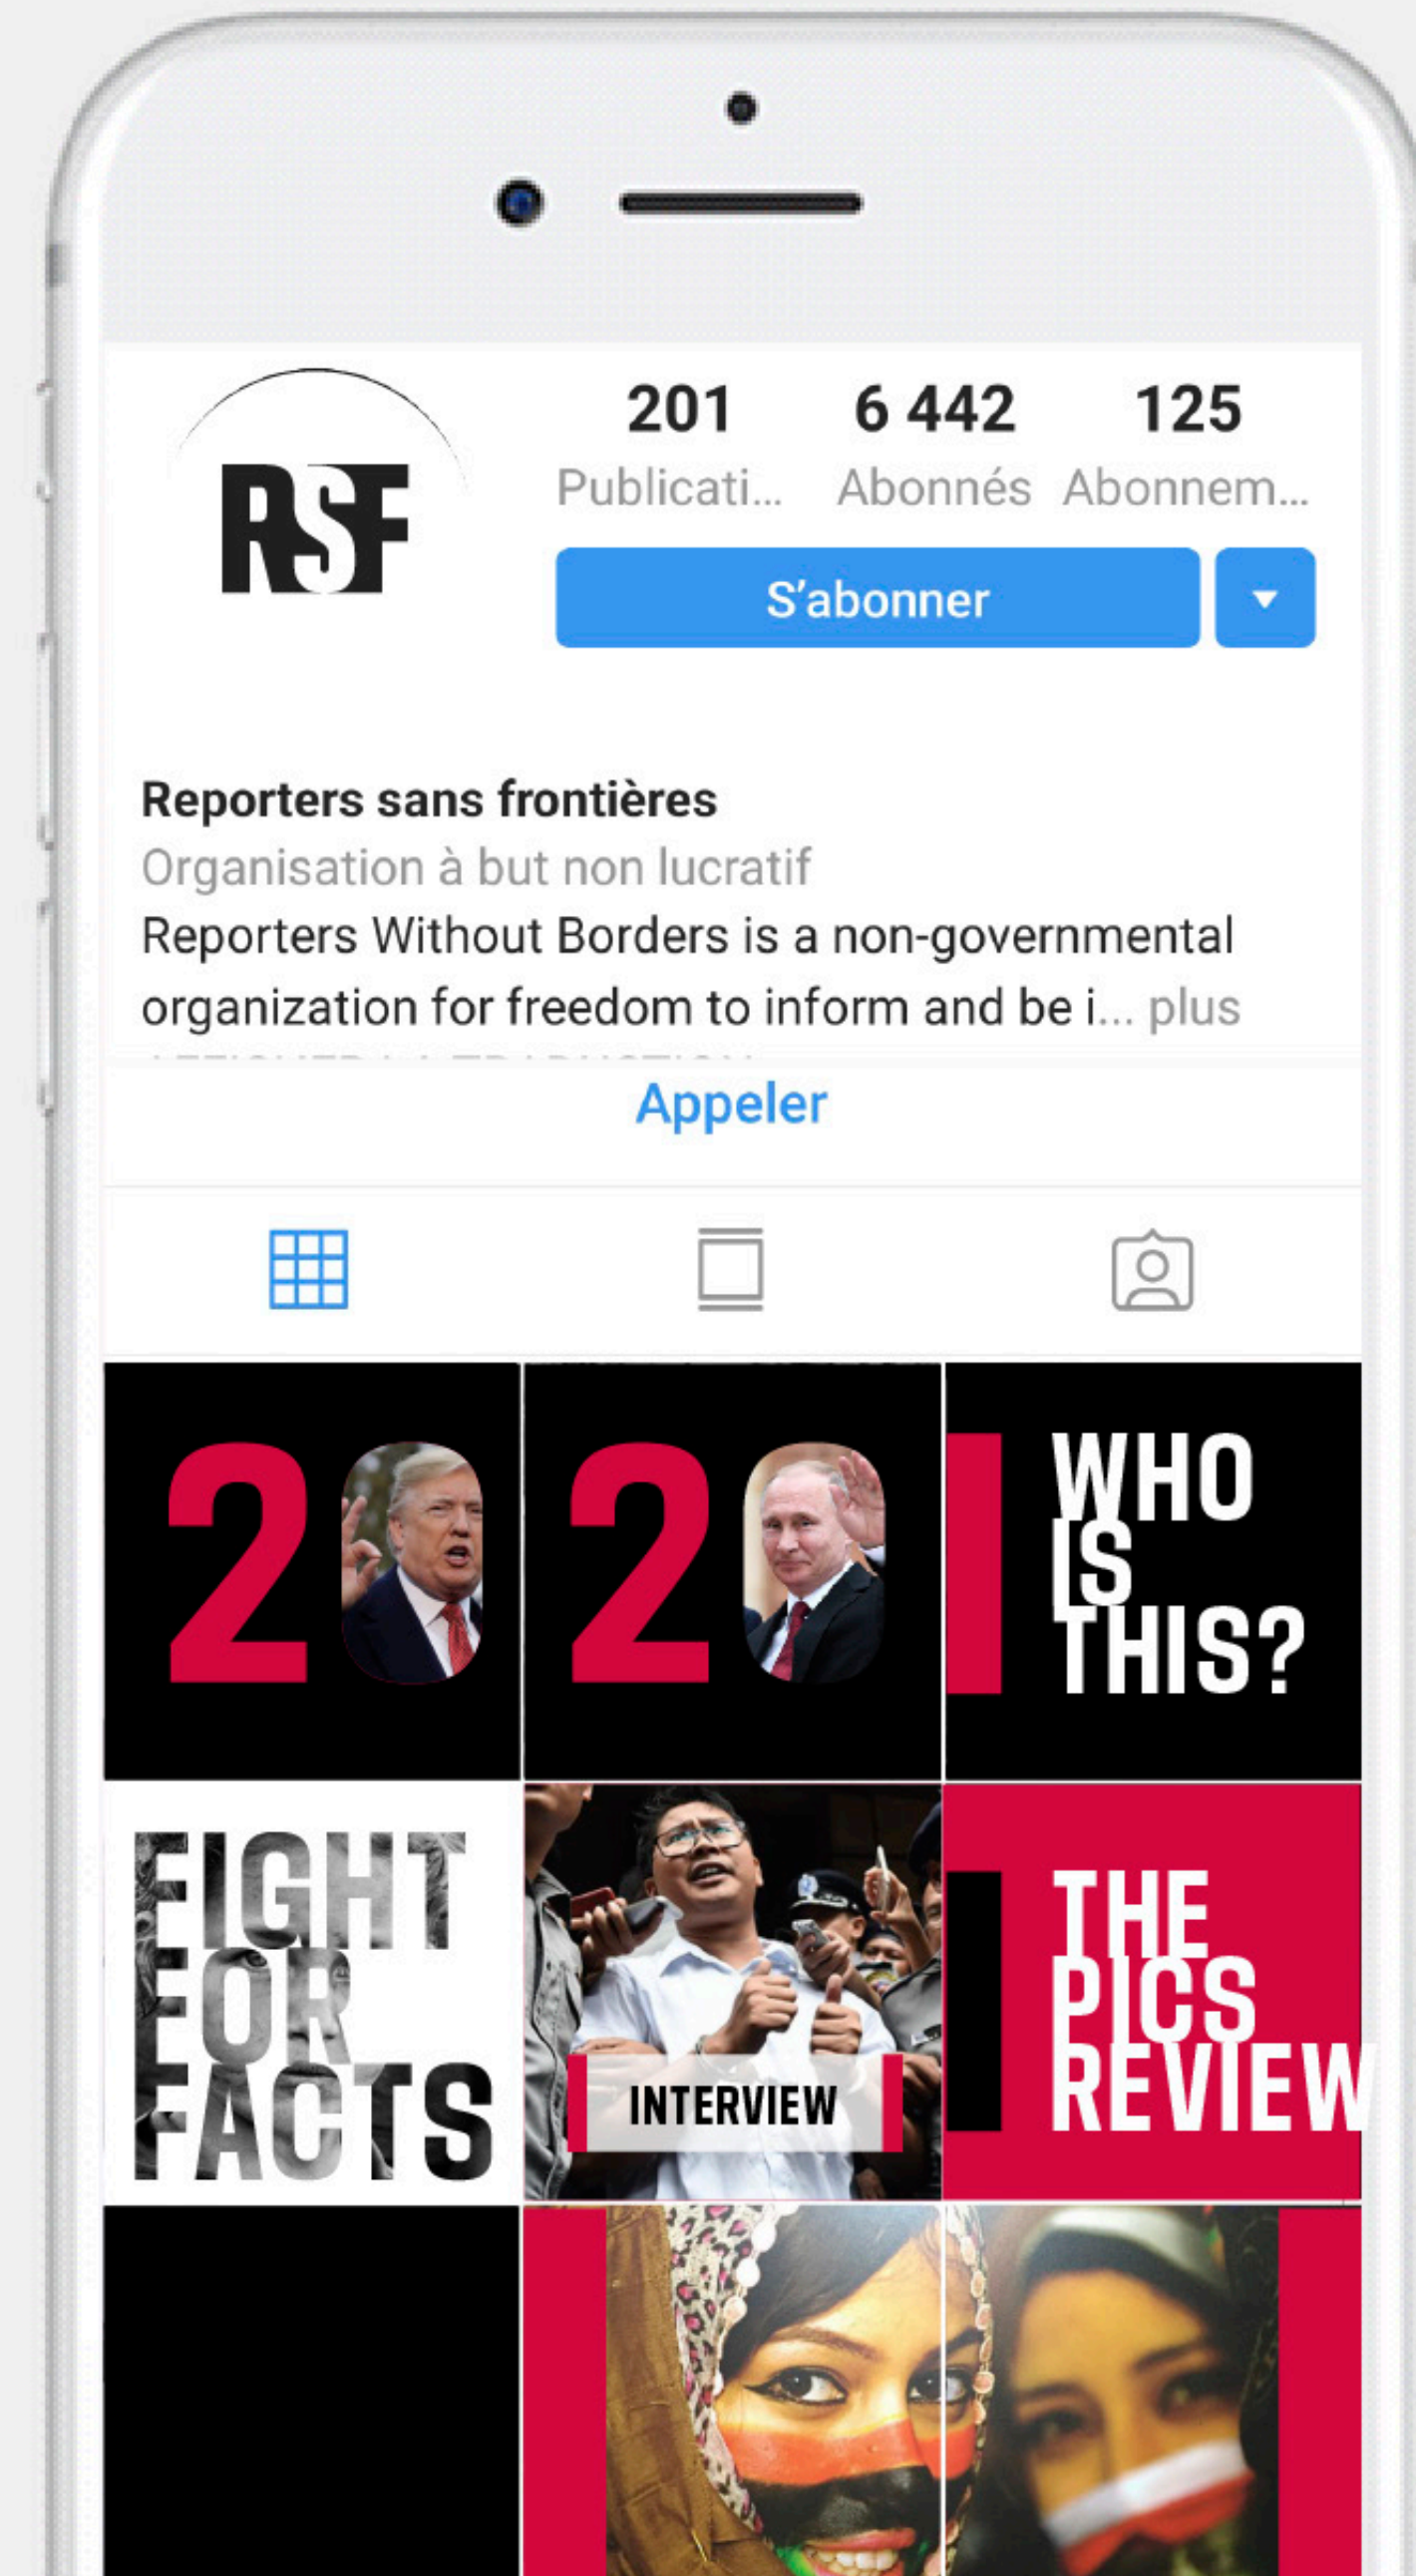 RSF
201 6 442 125
Publicati... Abonnés Abonnem...
S'abonner
Reporters sans frontières
Organisation à but non lucratif
Reporters Without Borders is a non-governmental
organization for freedom to inform and be i... plus
Appeler
2
2
WHO
IS
THIS?
FIGHT
FOR
FACTS
INTERVIEW
THE
PICS
REVIEW